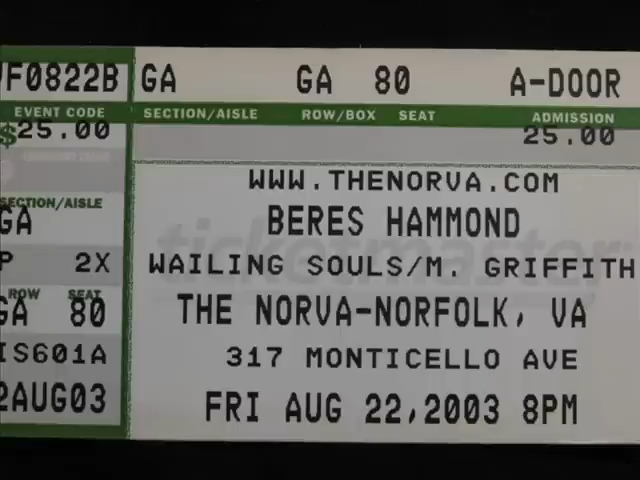 VF0822B GA GA 80 A-DOOR
EVENT CODE SECTION/AISLE ROW/BOX SEAT ADMISSION
$25.00 25.00
WWW.THENORVA.COM
SECTION/AISLE
GA BERES HAMMOND
P 2X WAILING SOULS/M. GRIFFITH
ROW SEAT
GA 80 THE NORVA-NORFOLK, VA
IS601A 317 MONTICELLO AVE
2AUG03 FRI AUG 22,2003 8PM
ticketmaster